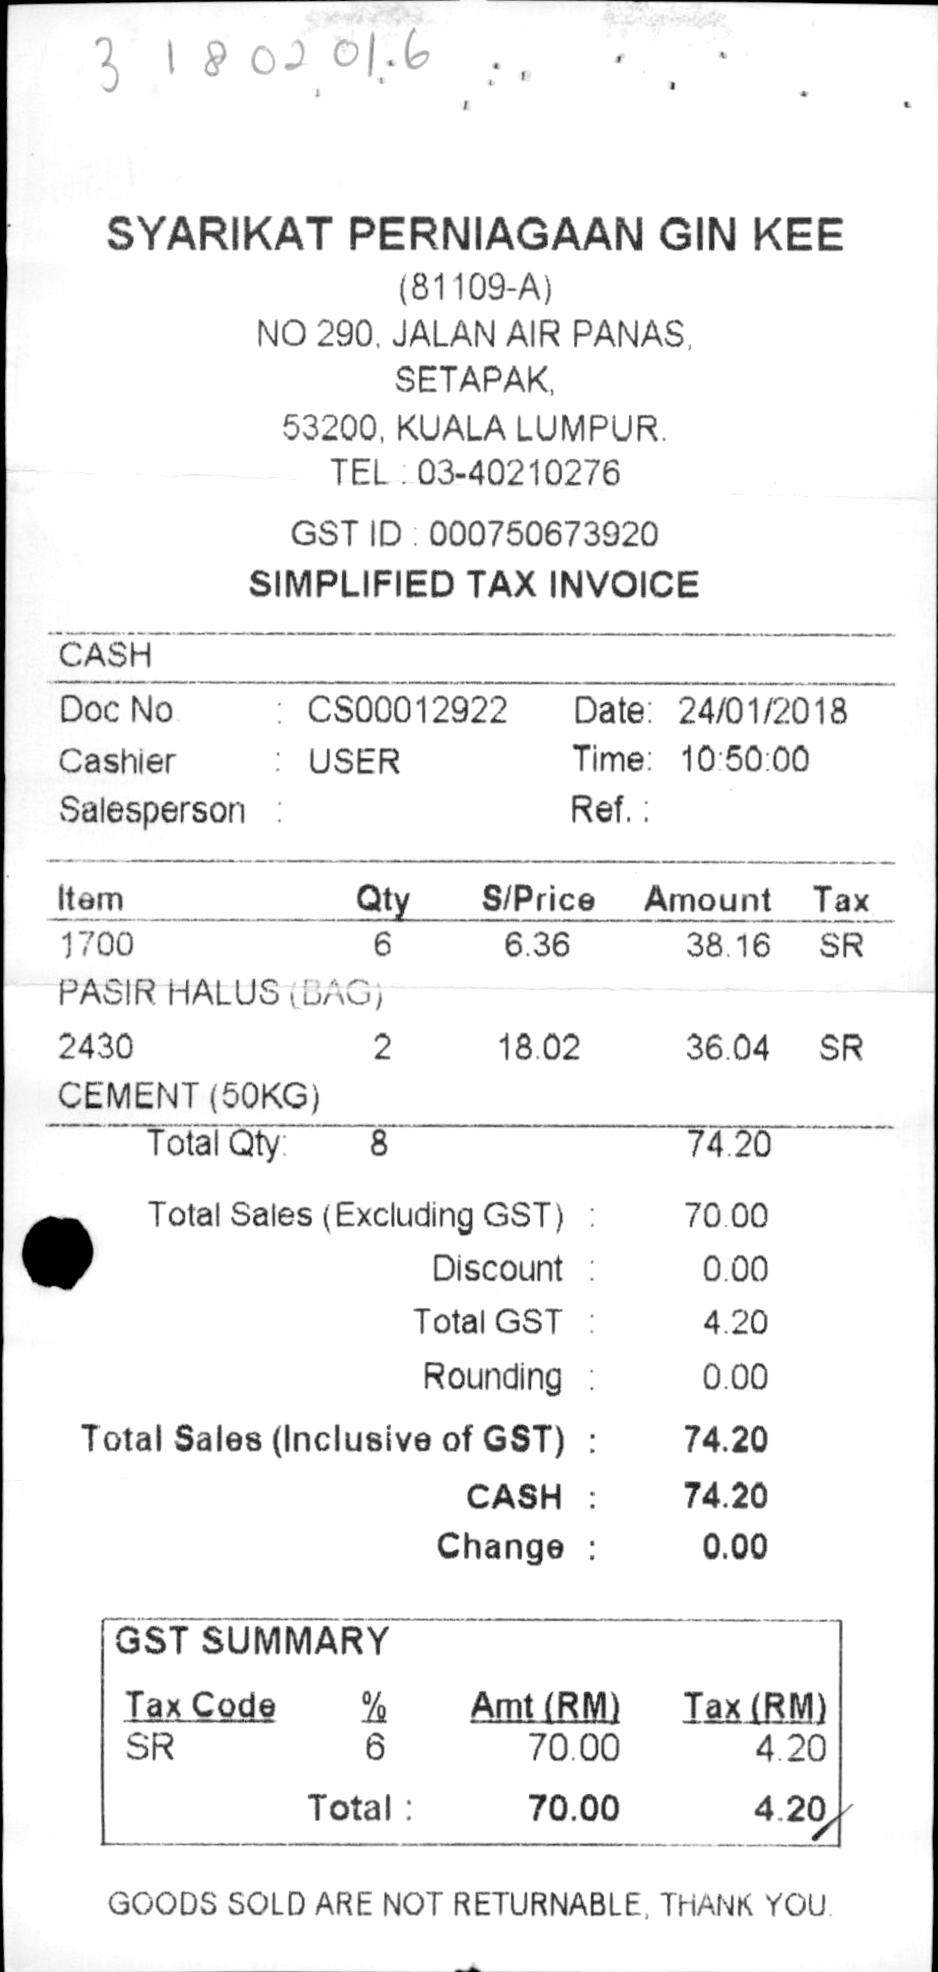 3 180201.6
SYARIKAT PERNIAGAAN GIN KEE
(81109-A)
NO 290, JALAN AIR PANAS,
SETAPAK,
53200, KUALA LUMPUR.
TEL : 03-40210276
GST ID : 000750673920
SIMPLIFIED TAX INVOICE
CASH
Doc No : CS00012922 Date: 24/01/2018
Cashier : USER Time: 10:50:00
Salesperson : Ref. :
Item Qty S/Price Amount Tax
1700 6 6.36 38.16 SR
PASIR HALUS (BAG)
2430 2 18.02 36.04 SR
CEMENT (50KG)
Total Qty: 8 74.20
Total Sales (Excluding GST) : 70.00
Discount : 0.00
Total GST : 4.20
Rounding : 0.00
Total Sales (Inclusive of GST) : 74.20
CASH : 74.20
Change : 0.00
GST SUMMARY
Tax Code % Amt (RM) Tax (RM)
SR 6 70.00 4.20
Total : 70.00 4.20
GOODS SOLD ARE NOT RETURNABLE, THANK YOU.